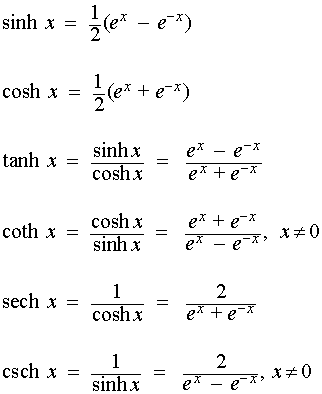 sinh x = 1/2(e^x − e^−x)
cosh x = 1/2(e^x + e^−x)
tanh x = sinh x/cosh x = (e^x − e^−x)/(e^x + e^−x)
coth x = cosh x/sinh x = (e^x + e^−x)/(e^x − e^−x), x ≠ 0
sech x = 1/cosh x = 2/(e^x + e^−x)
csch x = 1/sinh x = 2/(e^x − e^−x), x ≠ 0